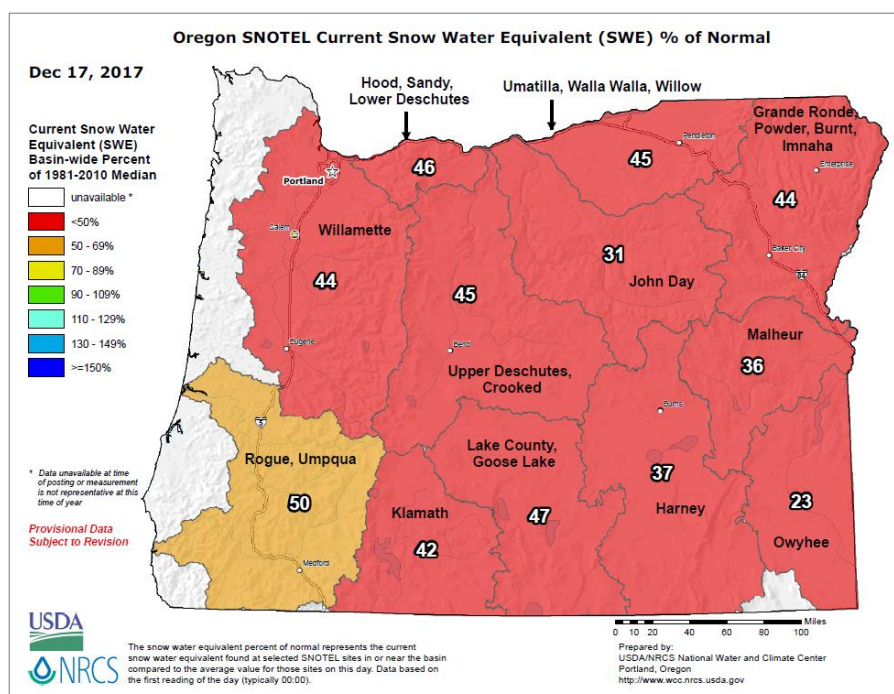 Oregon SNOTEL Current Snow Water Equivalent (SWE) % of Normal
Dec 17, 2017
Current Snow Water
Equivalent (SWE)
Basin-wide Percent
of 1981-2010 Median
unavailable *
<50%
50 - 69%
70 - 89%
90 - 109%
110 - 129%
130 - 149%
>=150%
* Data unavailable at time
of posting or measurement
is not representative at this
time of year
Provisional Data
Subject to Revision
Hood, Sandy,
Lower Deschutes
46
Umatilla, Walla Walla, Willow
45
Pendleton
Grande Ronde,
Powder, Burnt,
Imnaha
Enterprise
44
Baker City
84
Portland
Salem
Willamette
44
Eugene
45
Bend
Upper Deschutes,
Crooked
31
John Day
Malheur
36
Burns
5
Rogue, Umpqua
50
Medford
Klamath
42
Lake County,
Goose Lake
47
37
Harney
23
Owyhee
USDA
NRCS
The snow water equivalent percent of normal represents the current
snow water equivalent found at selected SNOTEL sites in or near the basin
compared to the average value for those sites on this day. Data based on
the first reading of the day (typically 00:00).
Miles
0 10 20 40 60 80 100
Prepared by:
USDA/NRCS National Water and Climate Center
Portland, Oregon
http://www.wcc.nrcs.usda.gov